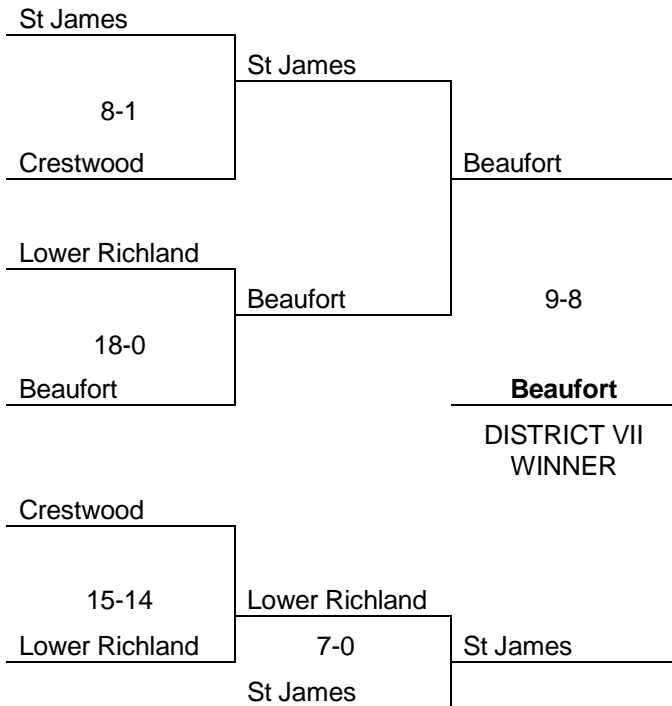 St James
St James
8-1
Crestwood
Beaufort
Lower Richland
Beaufort
9-8
18-0
Beaufort
Beaufort
DISTRICT VII
WINNER
Crestwood
15-14
Lower Richland
Lower Richland
7-0
St James
St James